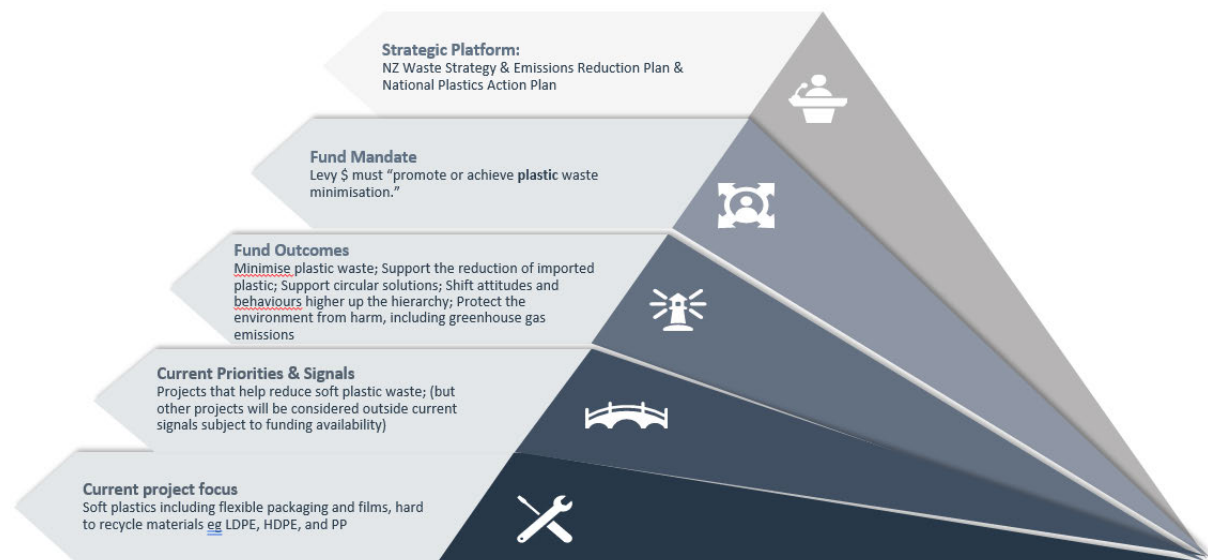 Strategic Platform:
NZ Waste Strategy & Emissions Reduction Plan &
National Plastics Action Plan
Fund Mandate
Levy $ must “promote or achieve plastic waste
minimisation.”
Fund Outcomes
Minimise plastic waste; Support the reduction of imported
plastic; Support circular solutions; Shift attitudes and
behaviours higher up the hierarchy; Protect the
environment from harm, including greenhouse gas
emissions
Current Priorities & Signals
Projects that help reduce soft plastic waste; (but
other projects will be considered outside current
signals subject to funding availability)
Current project focus
Soft plastics including flexible packaging and films, hard
to recycle materials eg LDPE, HDPE, and PP